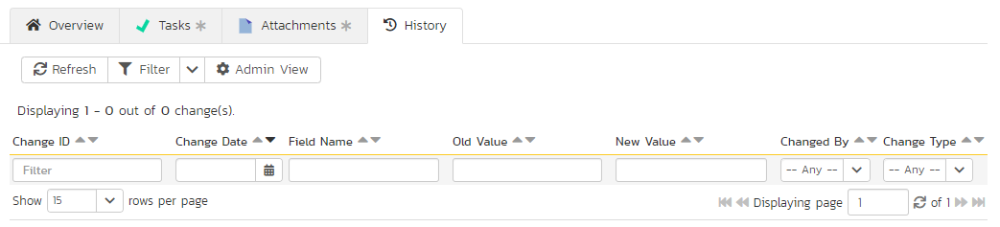 Overview Tasks Attachments History
Refresh Filter Admin View
Displaying 1 - 0 out of 0 change(s).
Change ID Change Date Field Name Old Value New Value Changed By Change Type
Filter -- Any -- -- Any --
Show 15 rows per page Displaying page 1 of 1